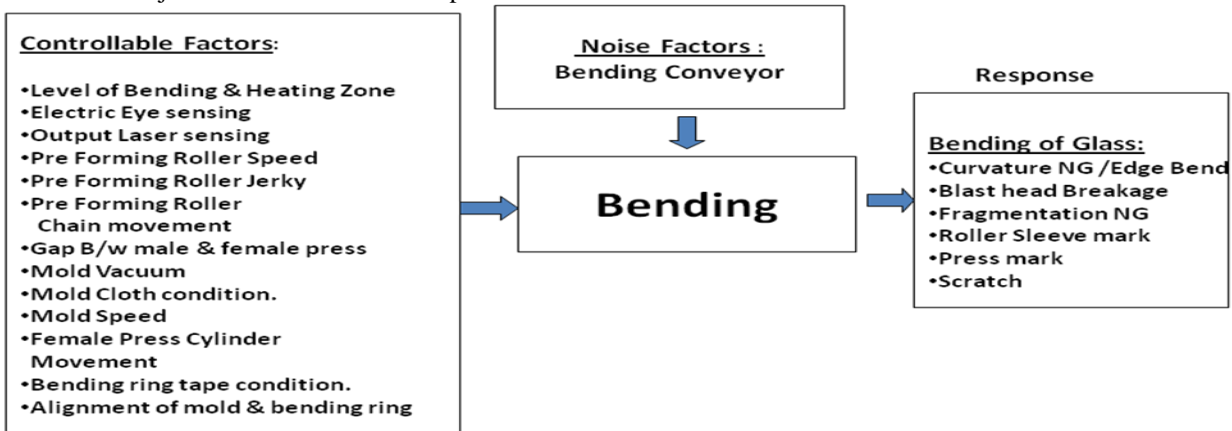 Controllable Factors:
•Level of Bending & Heating Zone
•Electric Eye sensing
•Output Laser sensing
•Pre Forming Roller Speed
•Pre Forming Roller Jerky
•Pre Forming Roller
Chain movement
•Gap B/w male & female press
•Mold Vacuum
•Mold Cloth condition.
•Mold Speed
•Female Press Cylinder
Movement
•Bending ring tape condition.
•Alignment of mold & bending ring
Noise Factors :
Bending Conveyor
Bending
Response
Bending of Glass:
•Curvature NG /Edge Bend
•Blast head Breakage
•Fragmentation NG
•Roller Sleeve mark
•Press mark
•Scratch